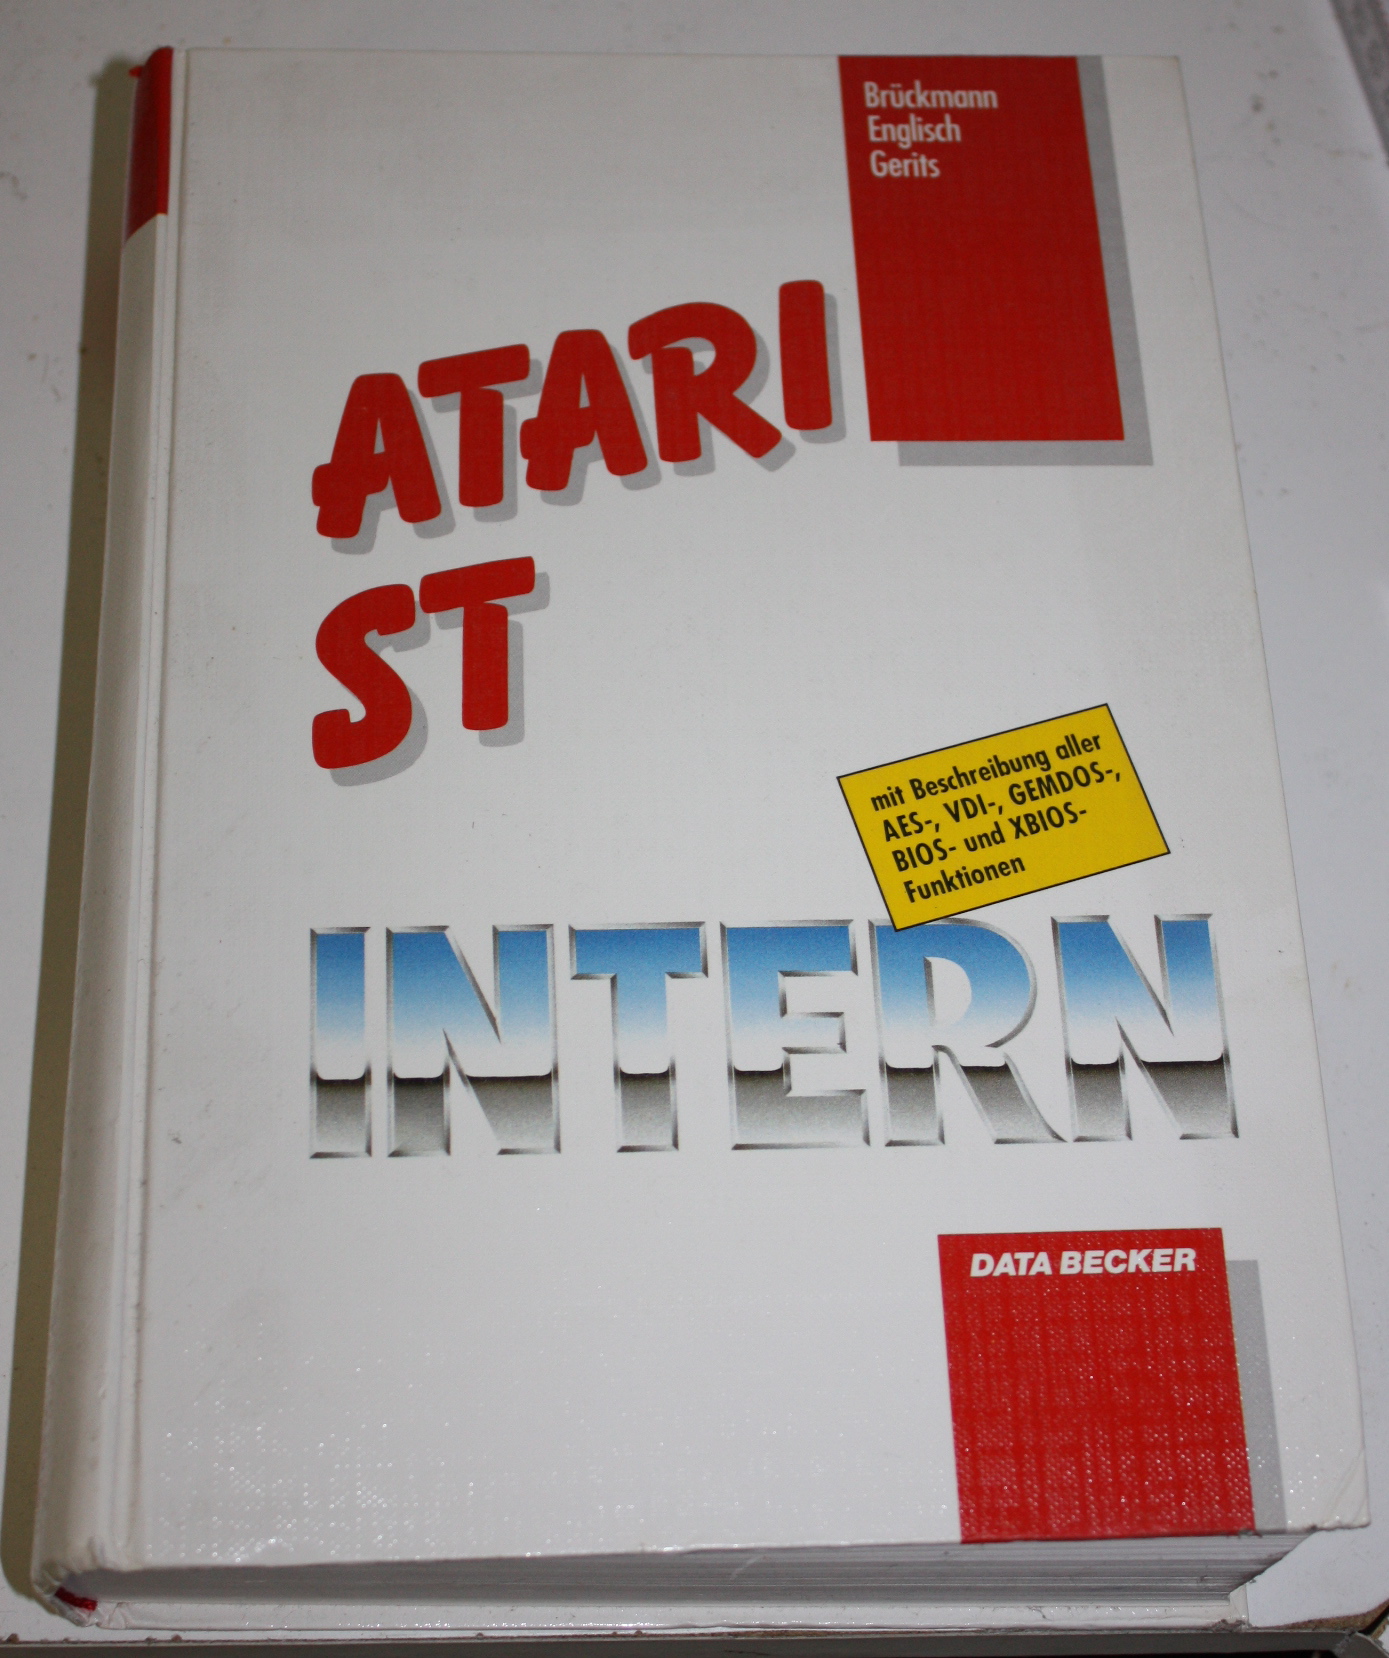 Brückmann
Englisch
Gerits
ATARI
ST
mit Beschreibung aller
AES-, VDI-, GEMDOS-,
BIOS- und XBIOS-
Funktionen
INTERN
DATA BECKER